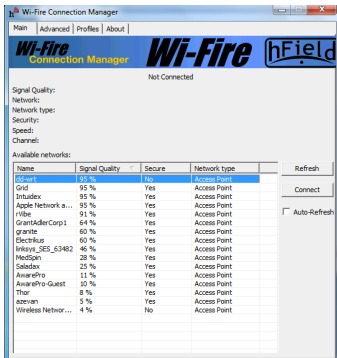 Wi-Fire Connection Manager
Main Advanced Profiles About
Wi-Fire
Connection Manager
Wi-Fire
hField
Not Connected
Signal Quality:
Network:
Network type:
Security:
Speed:
Channel:
Available networks:
Name Signal Quality Secure Network type
dd-wrt 95 % No Access Point
Grid 95 % Yes Access Point
Intuidex 95 % Yes Access Point
Apple Network a... 95 % Yes Access Point
rVibe 91 % Yes Access Point
GrantAdlerCorp1 64 % Yes Access Point
granite 60 % Yes Access Point
Electrikus 60 % Yes Access Point
linksys_SES_63482 46 % Yes Access Point
MedSpin 28 % Yes Access Point
Saladax 25 % Yes Access Point
AwarePro 11 % Yes Access Point
AwarePro-Guest 10 % Yes Access Point
Thor 8 % Yes Access Point
azevan 5 % Yes Access Point
Wireless Networ... 4 % No Access Point
Refresh
Connect
Auto-Refresh